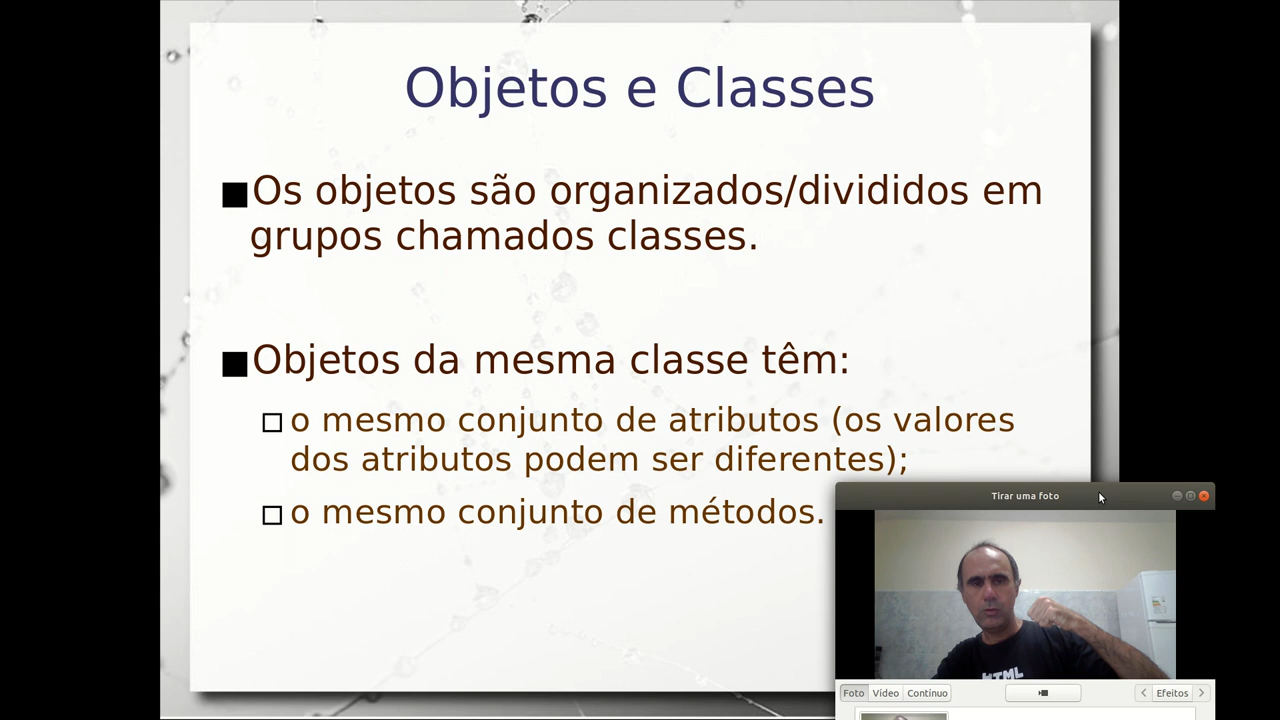 Objetos e Classes
Os objetos são organizados/divididos em
grupos chamados classes.
Objetos da mesma classe têm:
o mesmo conjunto de atributos (os valores
dos atributos podem ser diferentes);
o mesmo conjunto de métodos.
Tirar uma foto
HTML
Foto Vídeo Contínuo Efeitos